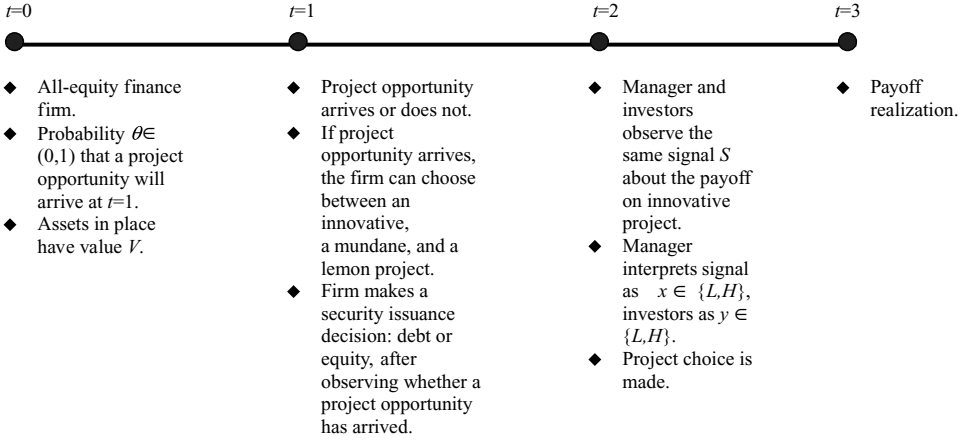 t=0
t=1
t=2
t=3
◆ All-equity finance
firm.
◆ Probability θ∈
(0,1) that a project
opportunity will
arrive at t=1.
◆ Assets in place
have value V.
◆ Project opportunity
arrives or does not.
◆ If project
opportunity arrives,
the firm can choose
between an
innovative,
a mundane, and a
lemon project.
◆ Firm makes a
security issuance
decision: debt or
equity, after
observing whether a
project opportunity
has arrived.
◆ Manager and
investors
observe the
same signal S
about the payoff
on innovative
project.
◆ Manager
interprets signal
as x ∈ {L,H},
investors as y ∈
{L,H}.
◆ Project choice is
made.
◆ Payoff
realization.